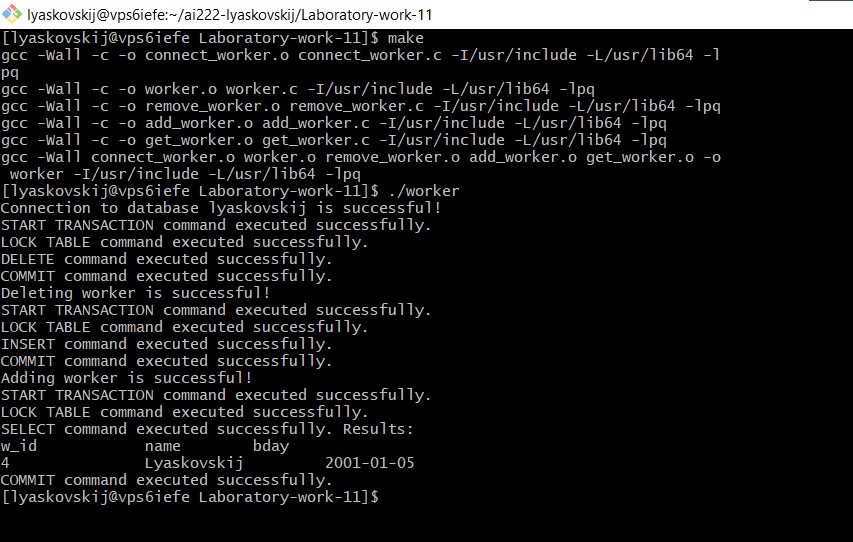 lyaskovskij@vps6iefe:~/ai222-lyaskovskij/Laboratory-work-11
[lyaskovskij@vps6iefe Laboratory-work-11]$ make
gcc -Wall -c -o connect_worker.o connect_worker.c -I/usr/include -L/usr/lib64 -l
pq
gcc -Wall -c -o worker.o worker.c -I/usr/include -L/usr/lib64 -lpq
gcc -Wall -c -o remove_worker.o remove_worker.c -I/usr/include -L/usr/lib64 -lpq
gcc -Wall -c -o add_worker.o add_worker.c -I/usr/include -L/usr/lib64 -lpq
gcc -Wall -c -o get_worker.o get_worker.c -I/usr/include -L/usr/lib64 -lpq
gcc -Wall connect_worker.o worker.o remove_worker.o add_worker.o get_worker.o -o
 worker -I/usr/include -L/usr/lib64 -lpq
[lyaskovskij@vps6iefe Laboratory-work-11]$ ./worker
Connection to database lyaskovskij is successful!
START TRANSACTION command executed successfully.
LOCK TABLE command executed successfully.
DELETE command executed successfully.
COMMIT command executed successfully.
Deleting worker is successful!
START TRANSACTION command executed successfully.
LOCK TABLE command executed successfully.
INSERT command executed successfully.
COMMIT command executed successfully.
Adding worker is successful!
START TRANSACTION command executed successfully.
LOCK TABLE command executed successfully.
SELECT command executed successfully. Results:
w_id            name        bday
4               Lyaskovskij         2001-01-05
COMMIT command executed successfully.
[lyaskovskij@vps6iefe Laboratory-work-11]$